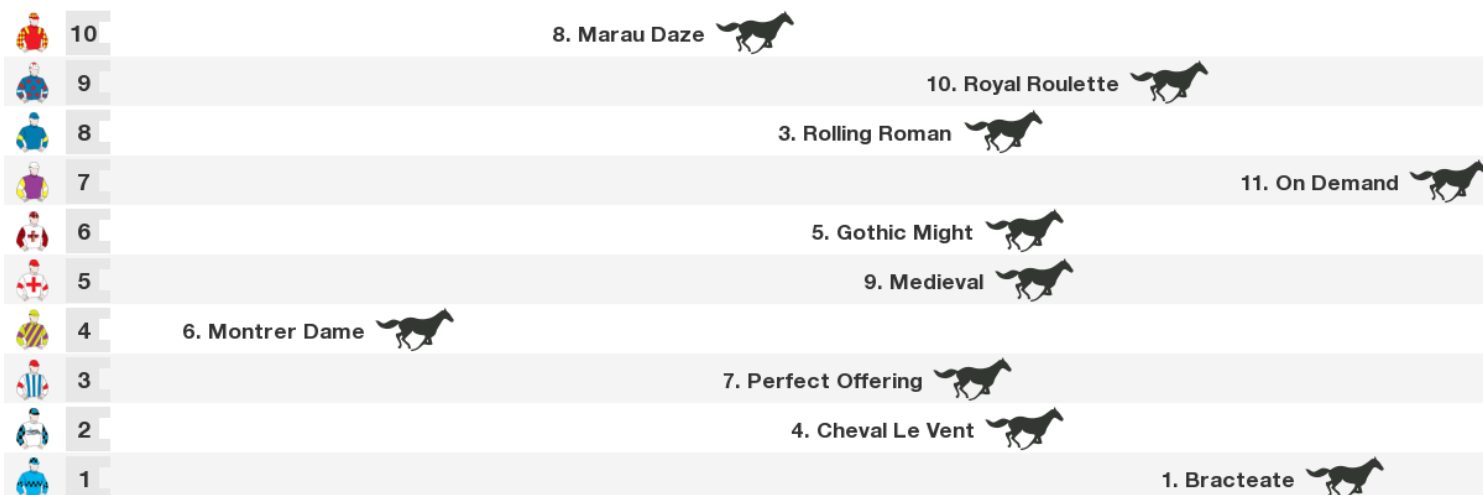 10 8. Marau Daze
9 10. Royal Roulette
8 3. Rolling Roman
7 11. On Demand
6 5. Gothic Might
5 9. Medieval
4 6. Montrer Dame
3 7. Perfect Offering
2 4. Cheval Le Vent
1 1. Bracteate